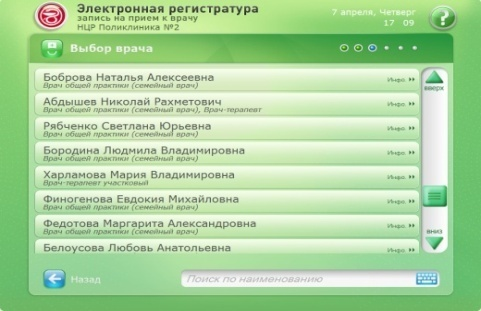 Электронная регистратура
запись на прием к врачу
НЦР Поликлиника №2
7 апреля, Четверг
17 09
?
Выбор врача
Боброва Наталья Алексеевна
Врач общей практики (семейный врач)
Инфо
Абдышев Николай Рахметович
Врач общей практики (семейный врач), Врач-терапевт
Инфо
Рябченко Светлана Юрьевна
Врач общей практики (семейный врач)
Инфо
Бородина Людмила Владимировна
Врач общей практики (семейный врач)
Инфо
Харламова Мария Владимировна
Врач-терапевт участковый
Инфо
Финогенова Евдокия Михайловна
Врач общей практики (семейный врач)
Инфо
Федотова Маргарита Александровна
Врач общей практики (семейный врач)
Инфо
Белоусова Любовь Анатольевна
Инфо
вверх
вниз
Назад
Поиск по наименованию